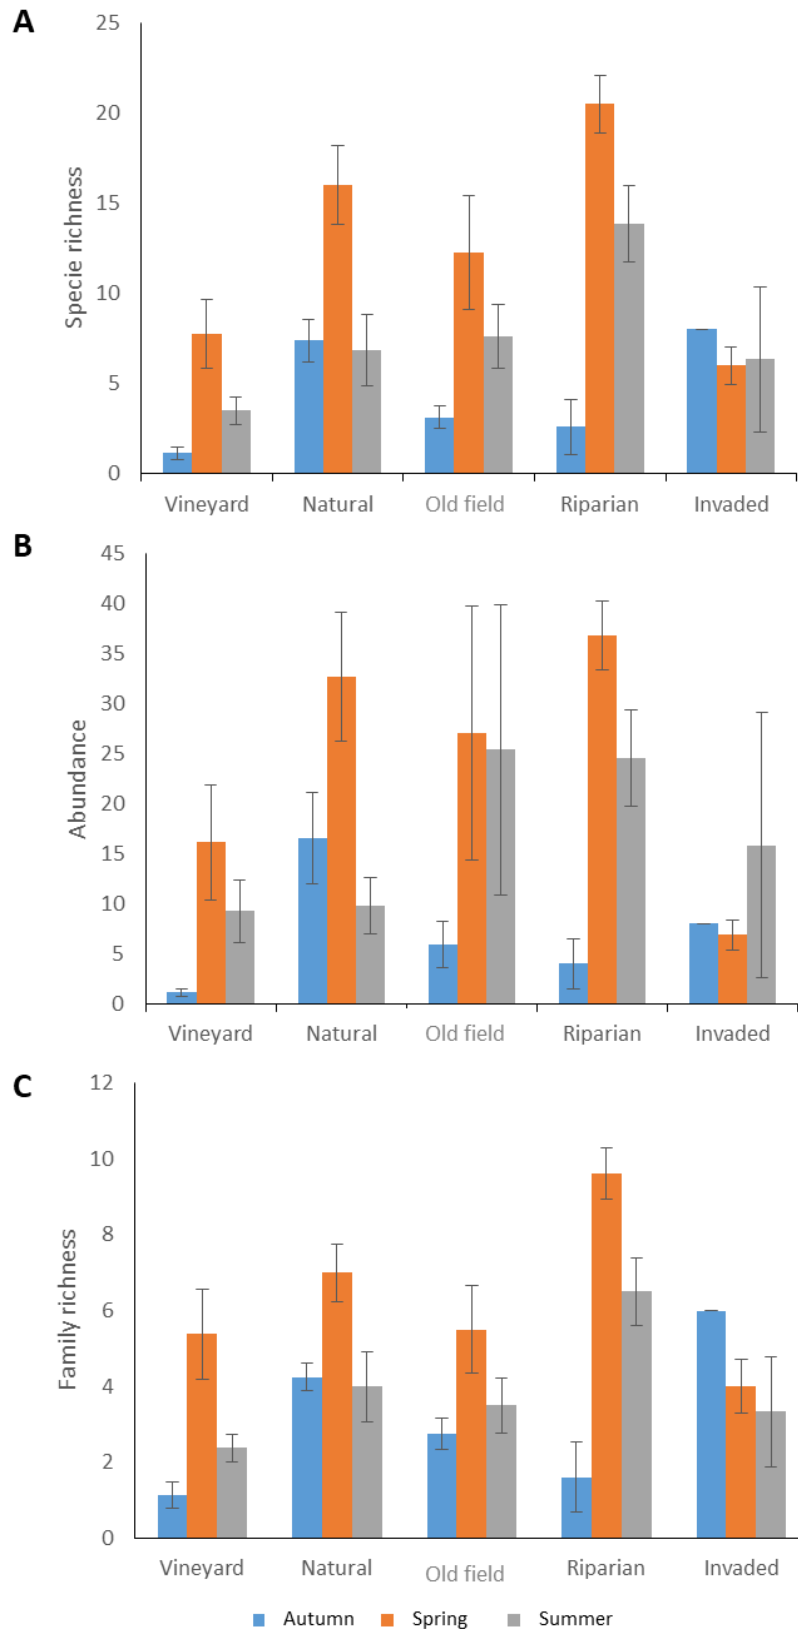 A
Specie richness
25
20
15
10
5
0
Vineyard Natural Old field Riparian Invaded
B
Abundance
45
40
35
30
25
20
15
10
5
0
Vineyard Natural Old field Riparian Invaded
C
Family richness
12
10
8
6
4
2
0
Vineyard Natural Old field Riparian Invaded
Autumn Spring Summer